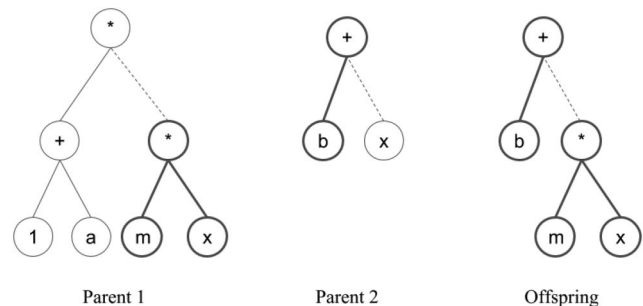 * + +
+ * b x b *
1 a m x m x
Parent 1 Parent 2 Offspring